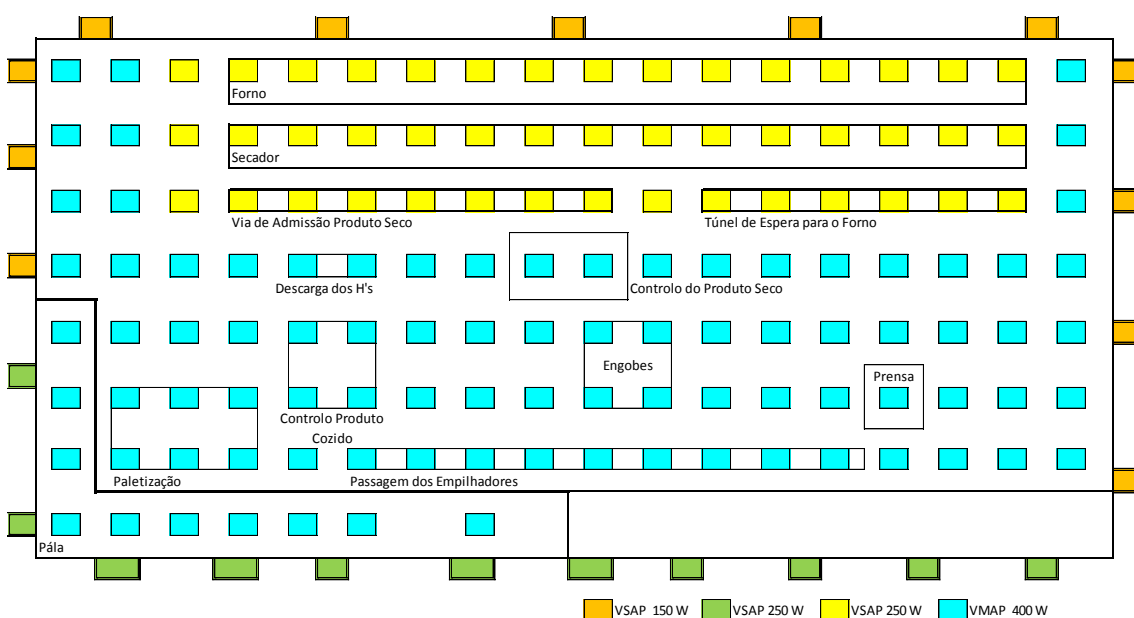 Forno
Secador
Via de Admissão Produto Seco
Túnel de Espera para o Forno
Descarga dos H's
Controlo do Produto Seco
Engobes
Prensa
Controlo Produto
Cozido
Paletização
Passagem dos Empilhadores
Pála
VSAP 150 W
VSAP 250 W
VSAP 250 W
VMAP 400 W